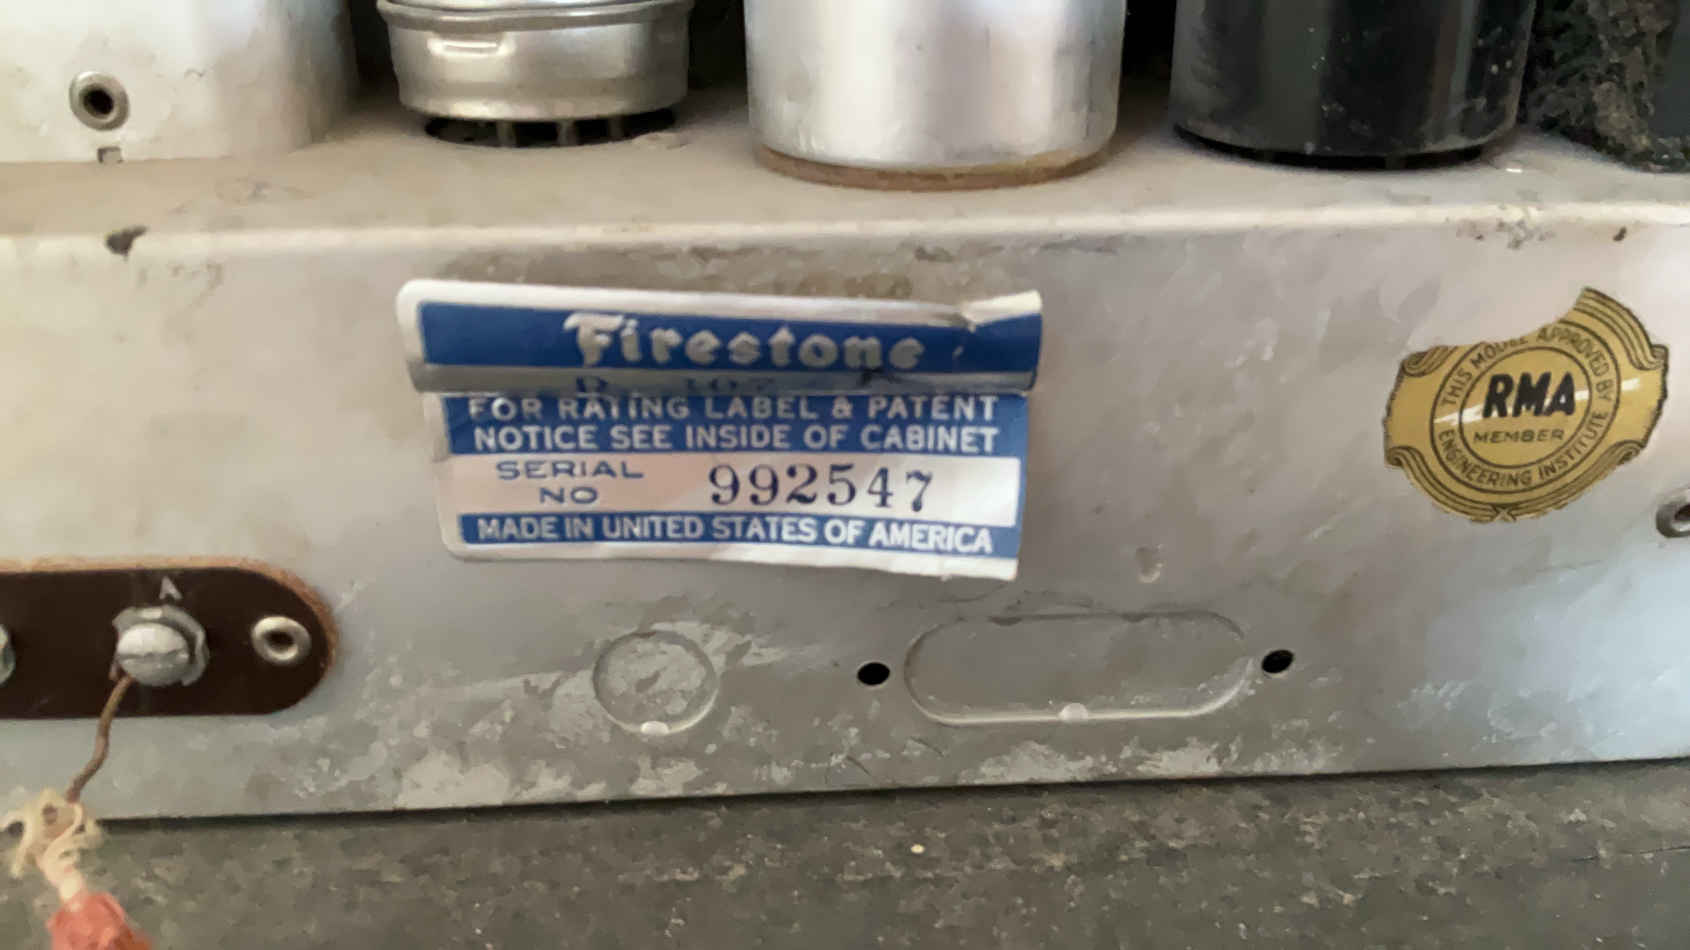 Firestone
FOR RATING LABEL & PATENT
NOTICE SEE INSIDE OF CABINET
SERIAL
NO
992547
MADE IN UNITED STATES OF AMERICA
THIS MODEL APPROVED BY
RMA
MEMBER
ENGINEERING INSTITUTE
A